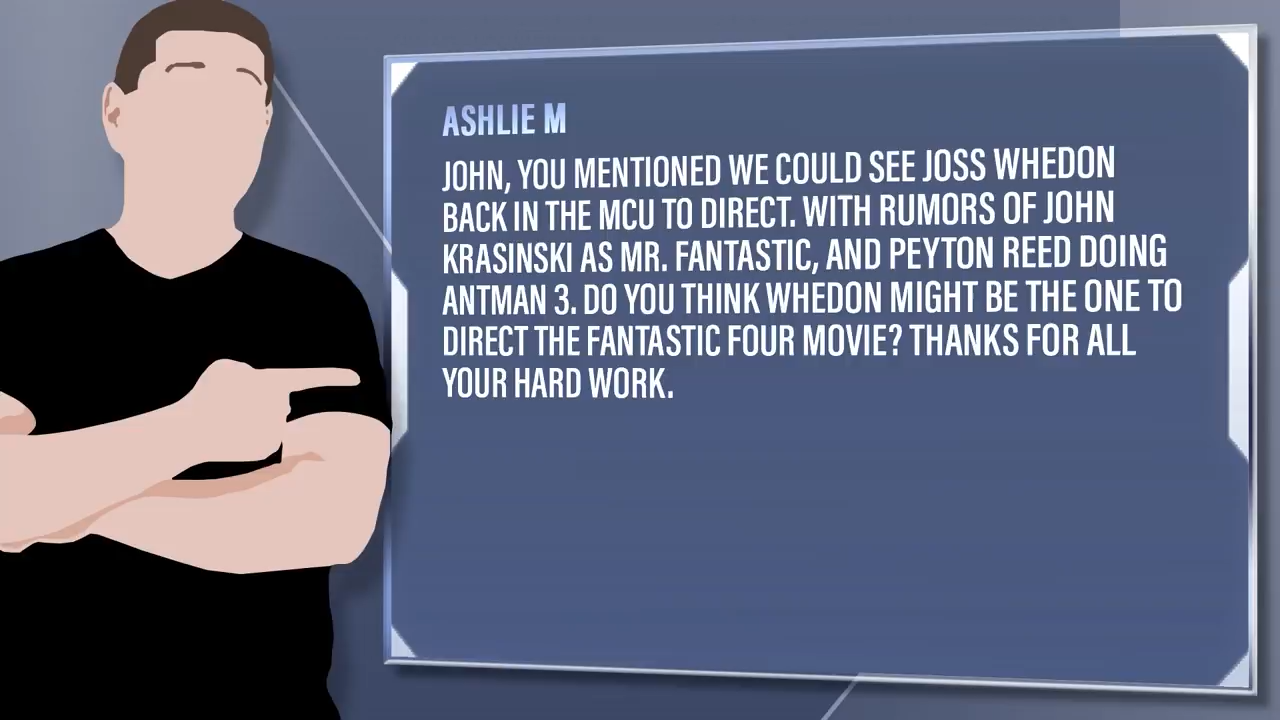 ASHLIE M
JOHN, YOU MENTIONED WE COULD SEE JOSS WHEDON
BACK IN THE MCU TO DIRECT. WITH RUMORS OF JOHN
KRASINSKI AS MR. FANTASTIC, AND PEYTON REED DOING
ANTMAN 3. DO YOU THINK WHEDON MIGHT BE THE ONE TO
DIRECT THE FANTASTIC FOUR MOVIE? THANKS FOR ALL
YOUR HARD WORK.